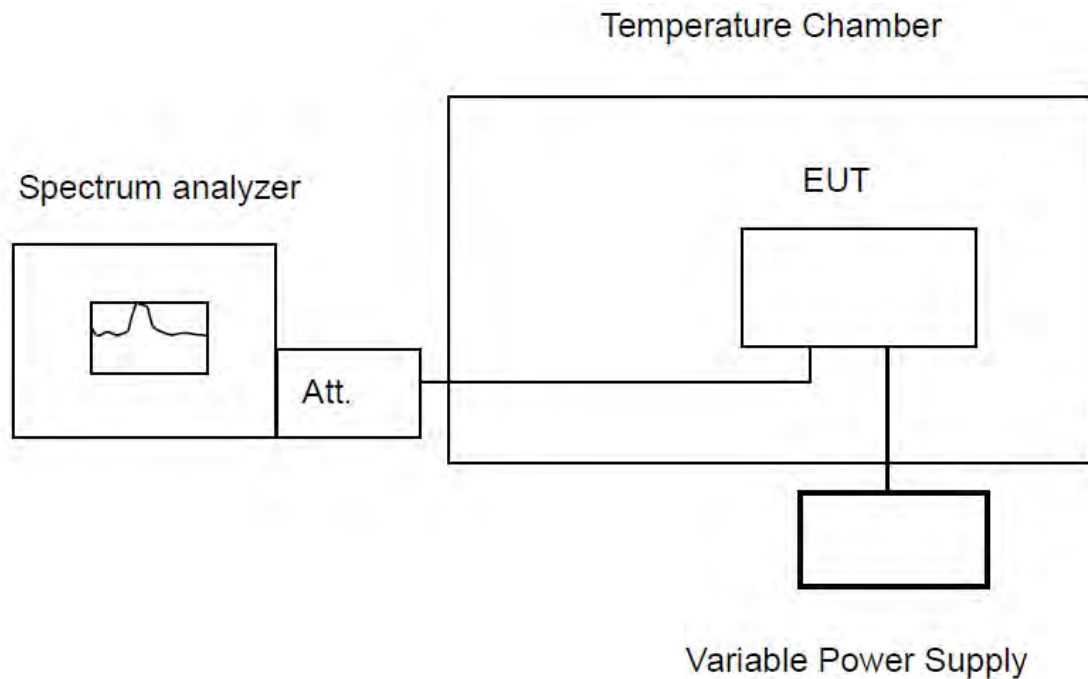 Temperature Chamber
EUT
Spectrum analyzer
Att.
Variable Power Supply